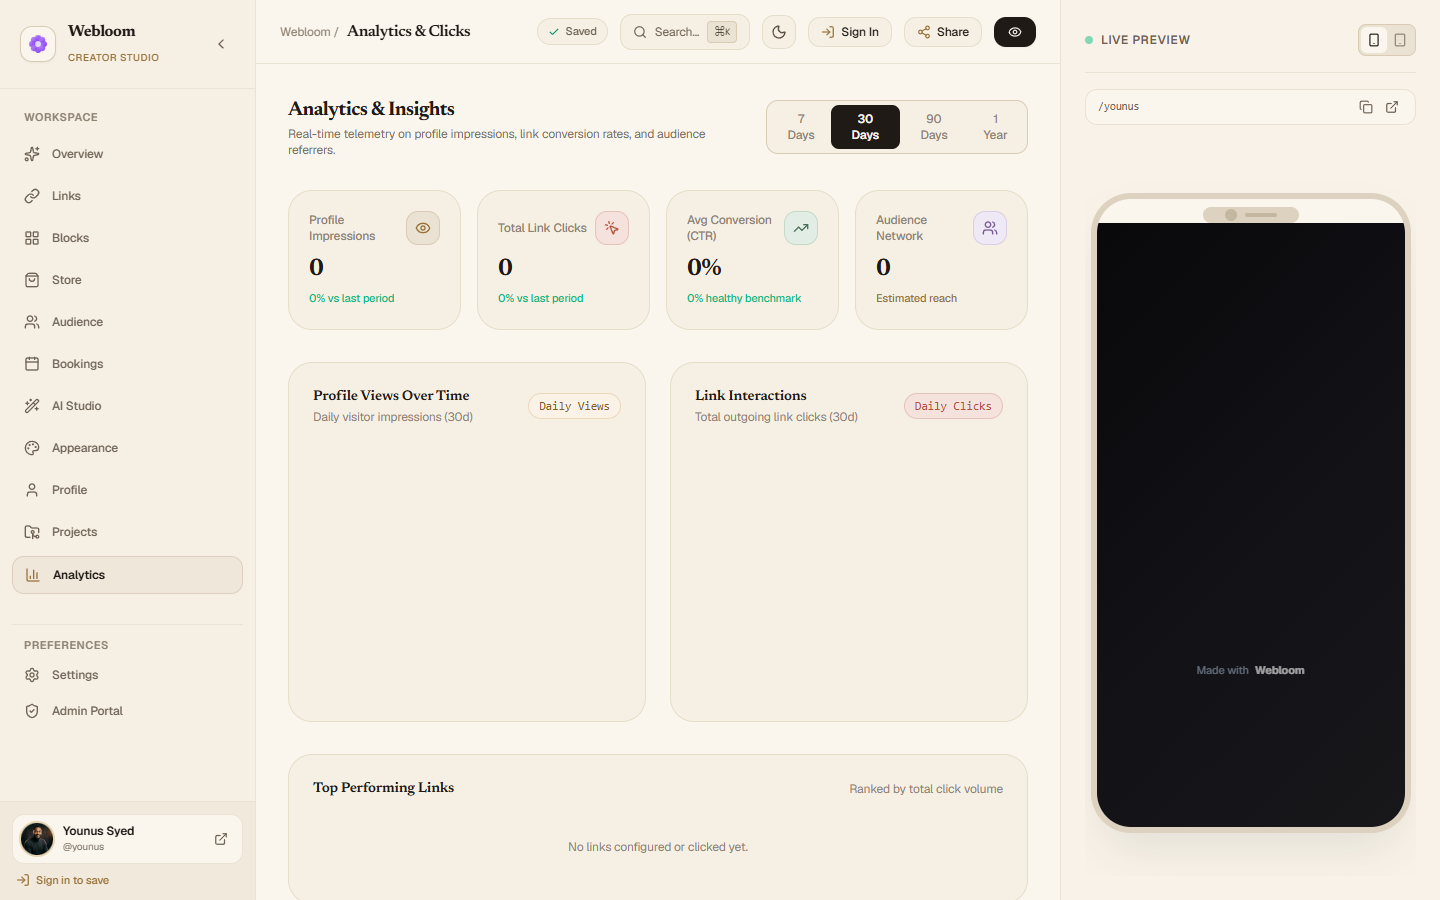 Webloom
CREATOR STUDIO
WORKSPACE
Overview
Links
Blocks
Store
Audience
Bookings
AI Studio
Appearance
Profile
Projects
Analytics
PREFERENCES
Settings
Admin Portal
Younus Syed
@younus
Sign in to save
Webloom / Analytics & Clicks
Saved
Search...
⌘K
Sign In
Share
Analytics & Insights
Real-time telemetry on profile impressions, link conversion rates, and audience
referrers.
7
Days
30
Days
90
Days
1
Year
Profile
Impressions
0
0% vs last period
Total Link Clicks
0
0% vs last period
Avg Conversion
(CTR)
0%
0% healthy benchmark
Audience
Network
0
Estimated reach
Profile Views Over Time
Daily visitor impressions (30d)
Daily Views
Link Interactions
Total outgoing link clicks (30d)
Daily Clicks
Top Performing Links
Ranked by total click volume
No links configured or clicked yet.
LIVE PREVIEW
/younus
Made with Webloom